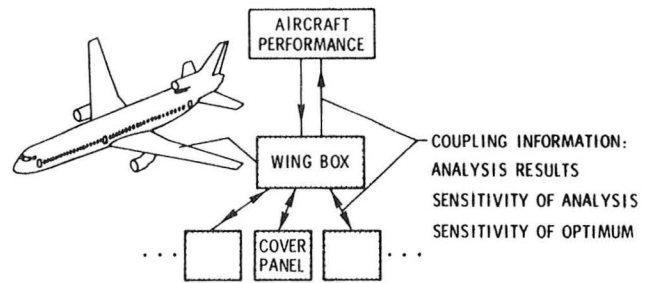 AIRCRAFT
PERFORMANCE
WING BOX
COUPLING INFORMATION:
ANALYSIS RESULTS
SENSITIVITY OF ANALYSIS
SENSITIVITY OF OPTIMUM
. . .
COVER
PANEL
. . .